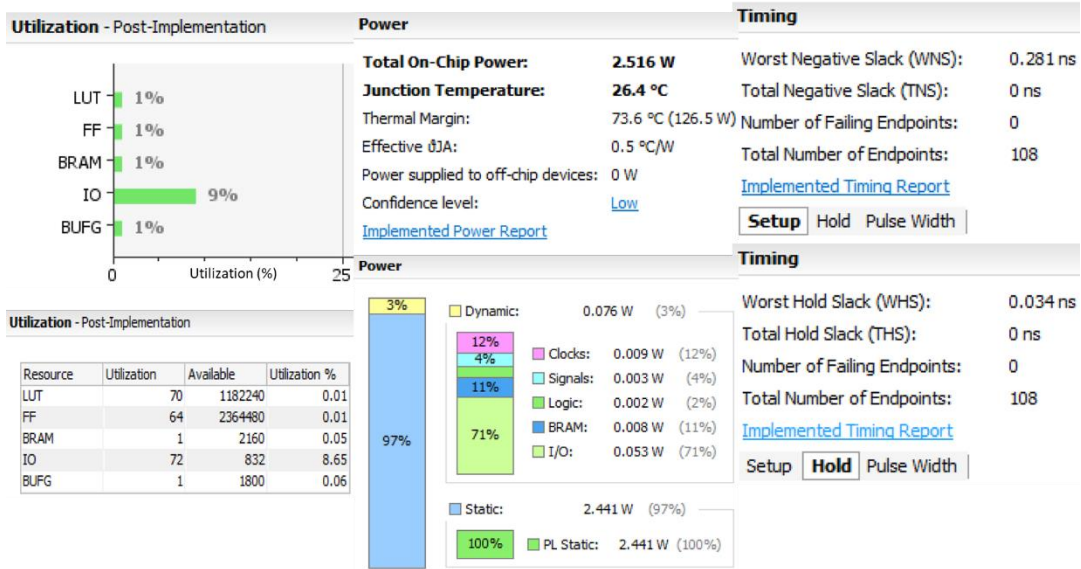 Utilization - Post-Implementation
LUT 1%
FF 1%
BRAM 1%
IO 9%
BUFG 1%
0 Utilization (%) 25
Utilization - Post-Implementation
Resource Utilization Available Utilization %
LUT 70 1182240 0.01
FF 64 2364480 0.01
BRAM 1 2160 0.05
IO 72 832 8.65
BUFG 1 1800 0.06
Power
Total On-Chip Power: 2.516 W
Junction Temperature: 26.4 °C
Thermal Margin: 73.6 °C (126.5 W)
Effective ϑJA: 0.5 °C/W
Power supplied to off-chip devices: 0 W
Confidence level: Low
Implemented Power Report
Power
3%
97%
Dynamic: 0.076 W (3%)
12%
4%
11%
71%
Clocks: 0.009 W (12%)
Signals: 0.003 W (4%)
Logic: 0.002 W (2%)
BRAM: 0.008 W (11%)
I/O: 0.053 W (71%)
Static: 2.441 W (97%)
100% PL Static: 2.441 W (100%)
Timing
Worst Negative Slack (WNS): 0.281 ns
Total Negative Slack (TNS): 0 ns
Number of Failing Endpoints: 0
Total Number of Endpoints: 108
Implemented Timing Report
Setup Hold Pulse Width
Timing
Worst Hold Slack (WHS): 0.034 ns
Total Hold Slack (THS): 0 ns
Number of Failing Endpoints: 0
Total Number of Endpoints: 108
Implemented Timing Report
Setup Hold Pulse Width